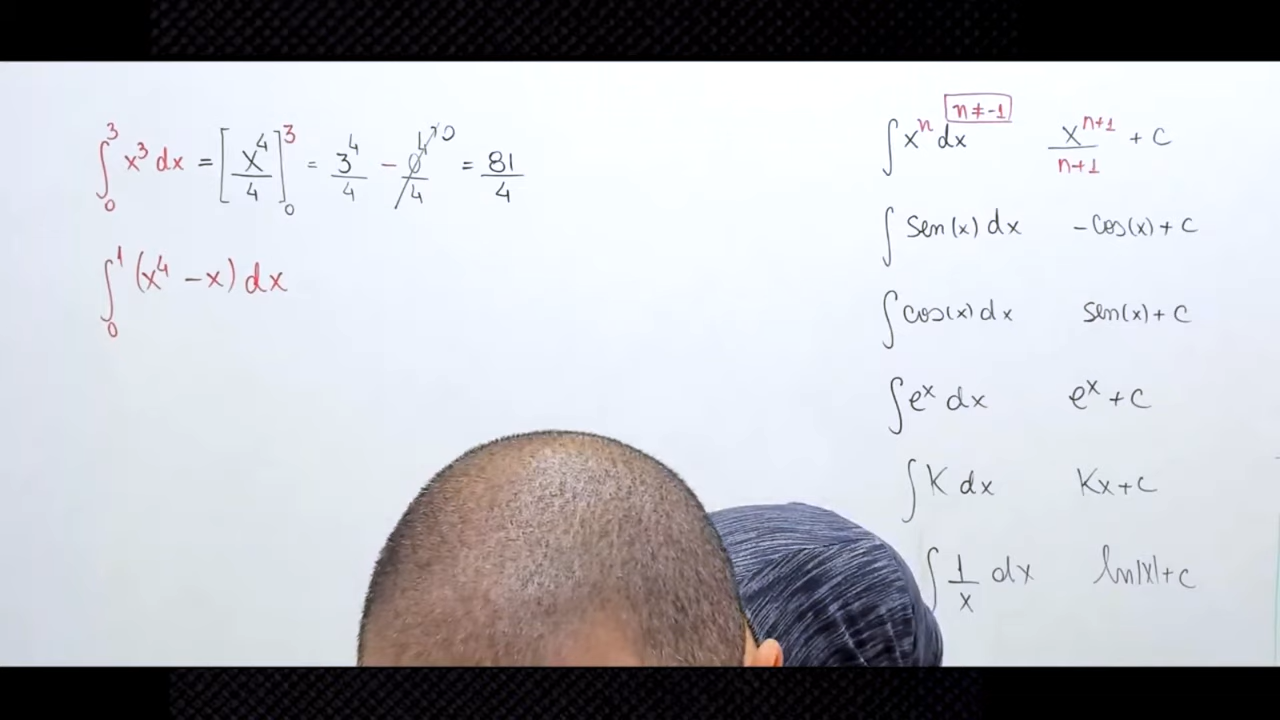 ∫₀³ x³ dx = [x⁴/4]₀³ = 3⁴/4 - 0⁴/4 →0 = 81/4
∫₀¹ (x⁴ - x) dx
n ≠ -1
∫ xⁿ dx xⁿ⁺¹/n+1 + C
∫ Sen(x) dx -Cos(x) + C
∫ cos(x) dx Sen(x) + C
∫ eˣ dx eˣ + C
∫ K dx Kx + C
∫ 1/x dx ln|x| + C